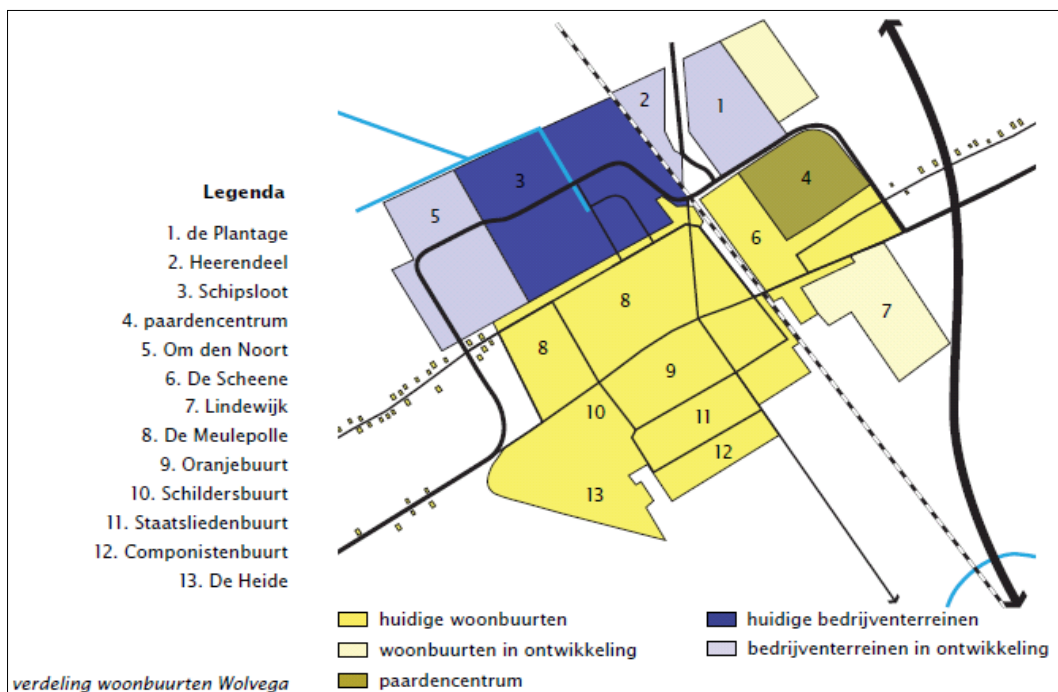 Legenda
1. de Plantage
2. Heerendeel
3. Schipsloot
4. paardencentrum
5. Om den Noort
6. De Scheene
7. Lindewijk
8. De Meulepolle
9. Oranjebuurt
10. Schildersbuurt
11. Staatsliedenbuurt
12. Componistenbuurt
13. De Heide
2
1
3
4
5
6
8
7
8
9
10
11
12
13
huidige woonbuurten
woonbuurten in ontwikkeling
paardencentrum
huidige bedrijventerreinen
bedrijventerreinen in ontwikkeling
verdeling woonbuurten Wolvega